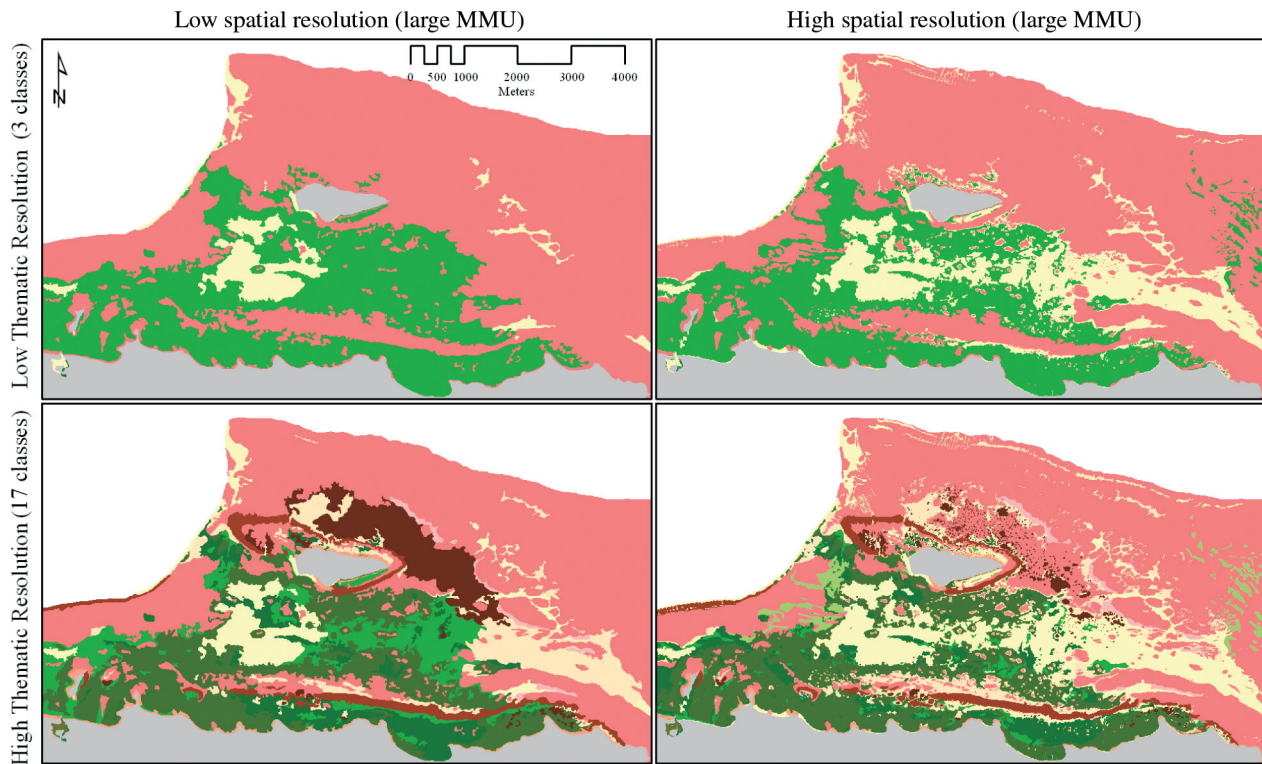 Low spatial resolution (large MMU)
High spatial resolution (large MMU)
Low Thematic Resolution (3 classes)
N
0 500 1000 2000 3000 4000
Meters
High Thematic Resolution (17 classes)